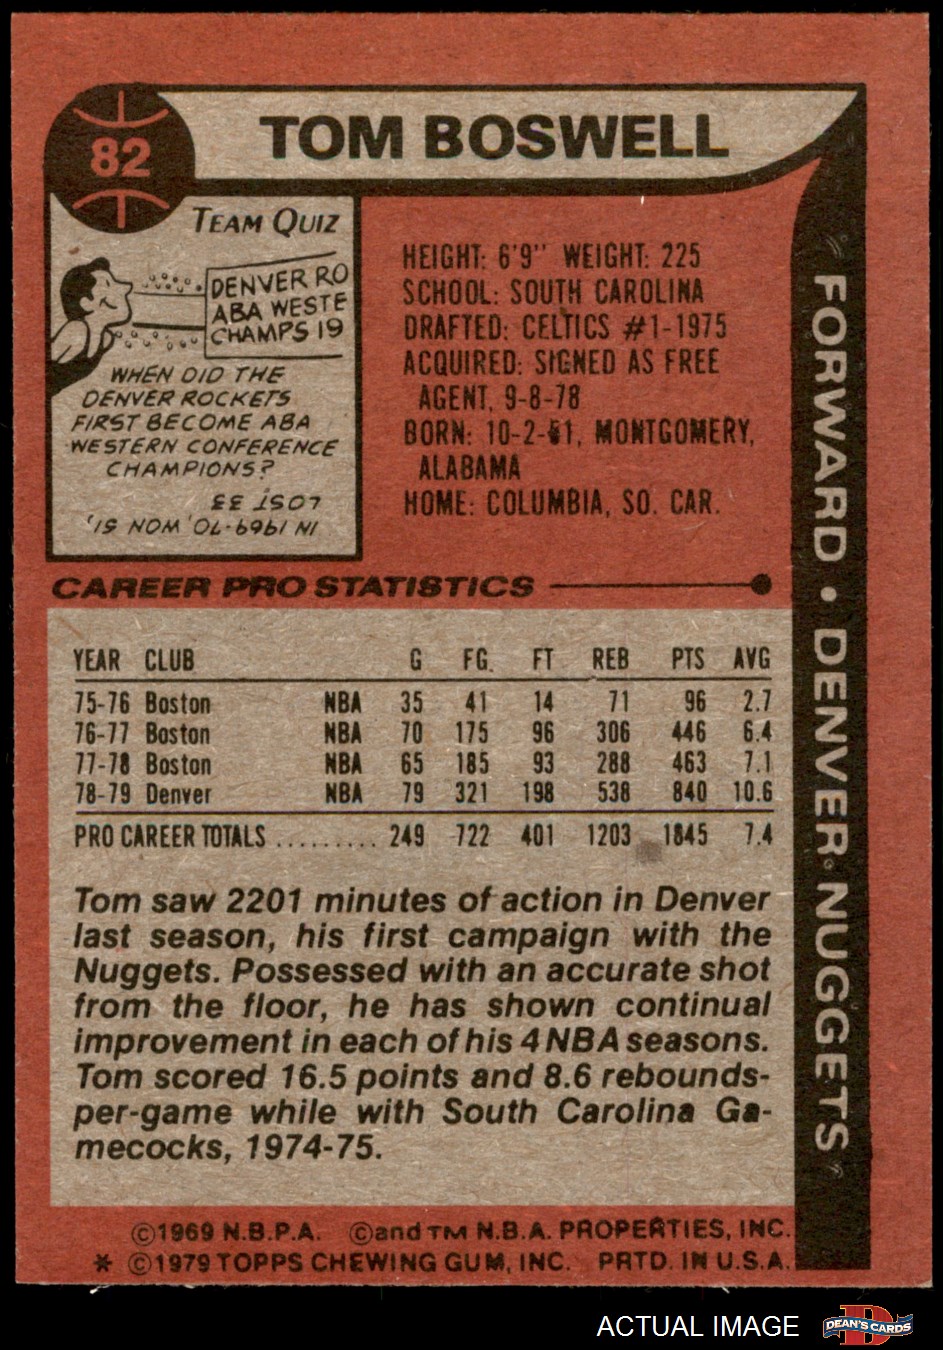 82
TOM BOSWELL
TEAM QUIZ
DENVER RO
ABA WESTE
CHAMPS 19
WHEN DID THE
DENVER ROCKETS
FIRST BECOME ABA
WESTERN CONFERENCE
CHAMPIONS?
IN 1969-70, WON 51,
LOST 33
HEIGHT: 6'9" WEIGHT: 225
SCHOOL: SOUTH CAROLINA
DRAFTED: CELTICS #1-1975
ACQUIRED: SIGNED AS FREE
AGENT, 9-8-78
BORN: 10-2-51, MONTGOMERY,
ALABAMA
HOME: COLUMBIA, SO. CAR.
FORWARD • DENVER NUGGETS
CAREER PRO STATISTICS
YEAR CLUB G FG. FT REB PTS AVG
75-76 Boston NBA 35 41 14 71 96 2.7
76-77 Boston NBA 70 175 96 306 446 6.4
77-78 Boston NBA 65 185 93 288 463 7.1
78-79 Denver NBA 79 321 198 538 840 10.6
PRO CAREER TOTALS ......... 249 722 401 1203 1845 7.4
Tom saw 2201 minutes of action in Denver
last season, his first campaign with the
Nuggets. Possessed with an accurate shot
from the floor, he has shown continual
improvement in each of his 4 NBA seasons.
Tom scored 16.5 points and 8.6 rebounds-
per-game while with South Carolina Ga-
mecocks, 1974-75.
©1969 N.B.P.A. ©and TM N.B.A. PROPERTIES, INC.
* ©1979 TOPPS CHEWING GUM, INC. PRTD. IN U.S.A.
ACTUAL IMAGE
DEAN'S CARDS